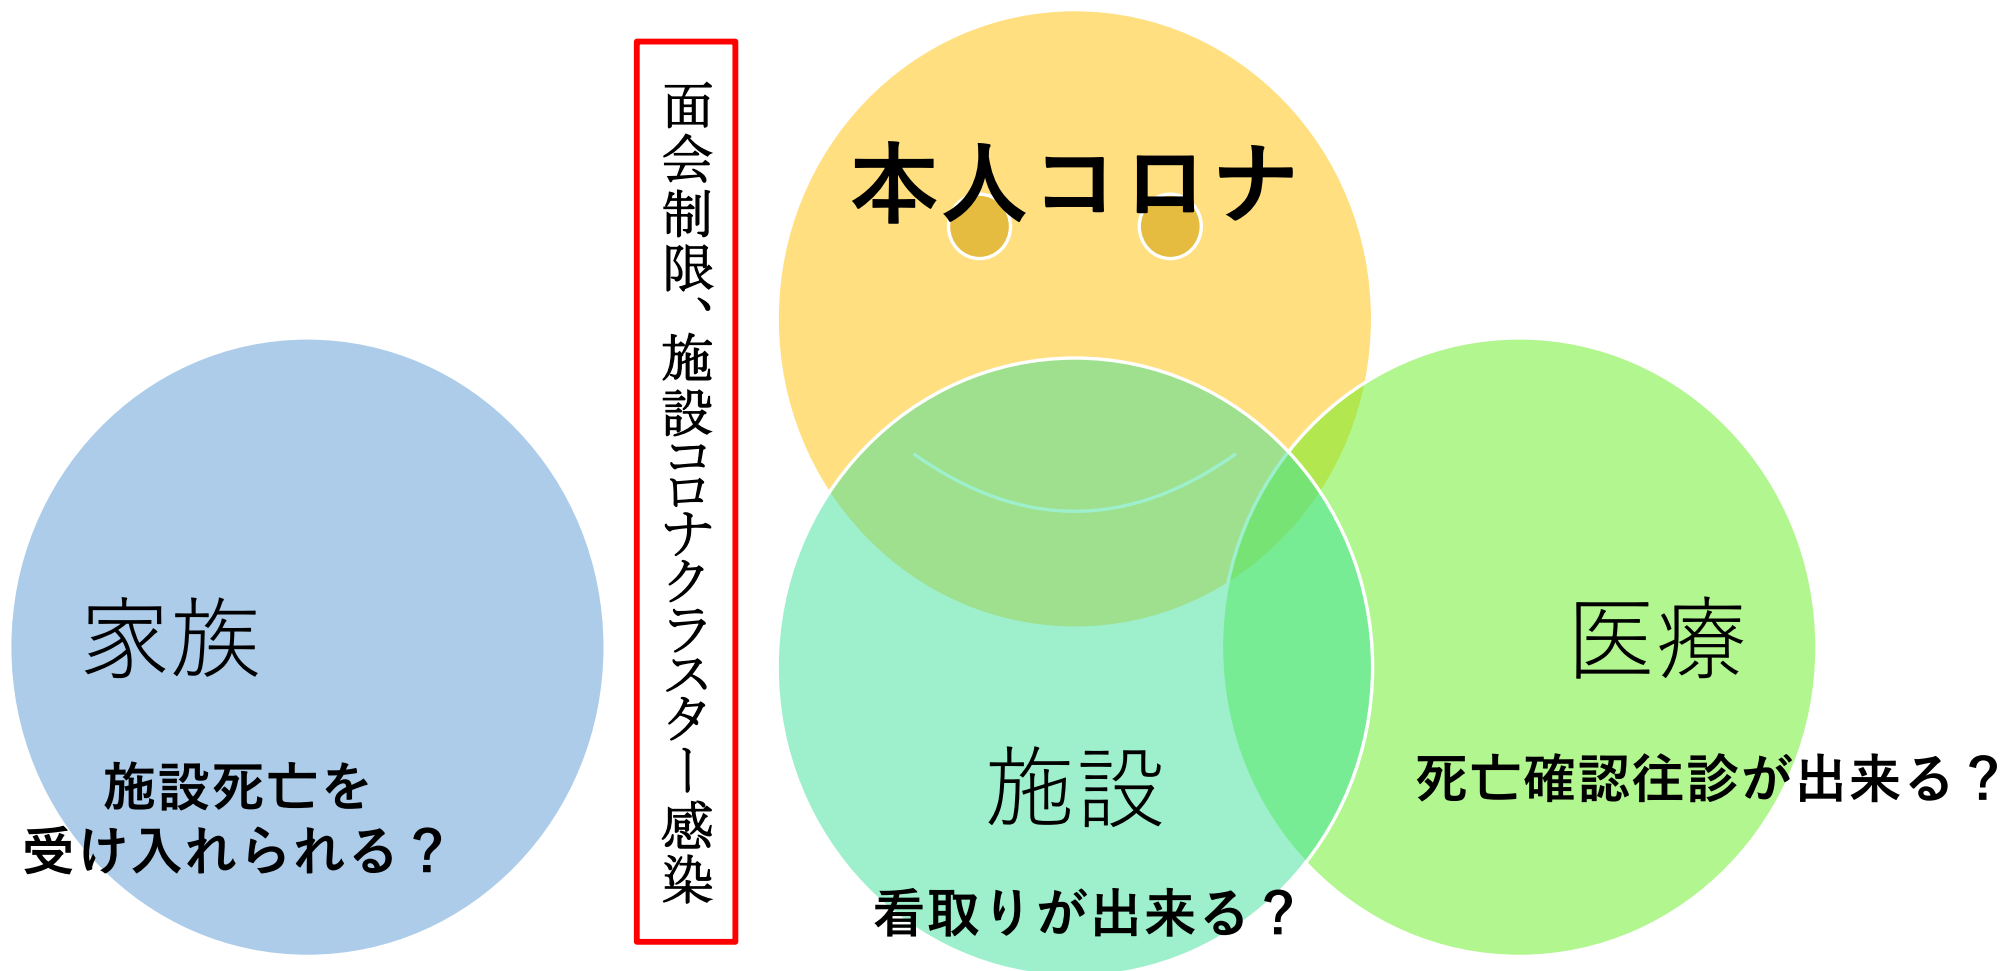 本人コロナ
面会制限、施設コロナクラスター感染
家族
施設死亡を
受け入れられる？
施設
看取りが出来る？
医療
死亡確認往診が出来る？